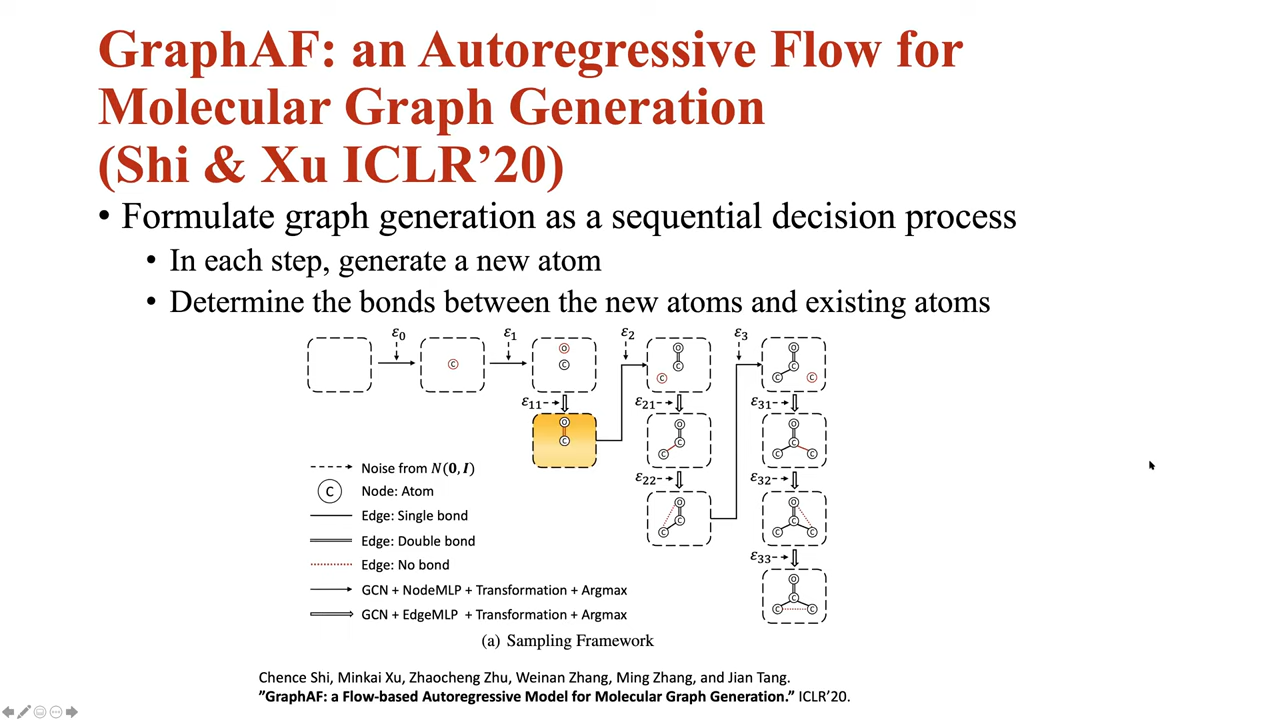 GraphAF: an Autoregressive Flow for
Molecular Graph Generation
(Shi & Xu ICLR’20)
• Formulate graph generation as a sequential decision process
• In each step, generate a new atom
• Determine the bonds between the new atoms and existing atoms
ε0 ε1 ε2 ε3
O O O
C C C C
C C C
ε11 ε21 ε31
O O O
C C C
C C C
ε22 ε32
O O
C C
C C C
ε33
O
C
C C
Noise from N(0, I)
C Node: Atom
Edge: Single bond
Edge: Double bond
Edge: No bond
GCN + NodeMLP + Transformation + Argmax
GCN + EdgeMLP + Transformation + Argmax
(a) Sampling Framework
Chence Shi, Minkai Xu, Zhaocheng Zhu, Weinan Zhang, Ming Zhang, and Jian Tang.
”GraphAF: a Flow-based Autoregressive Model for Molecular Graph Generation.” ICLR’20.